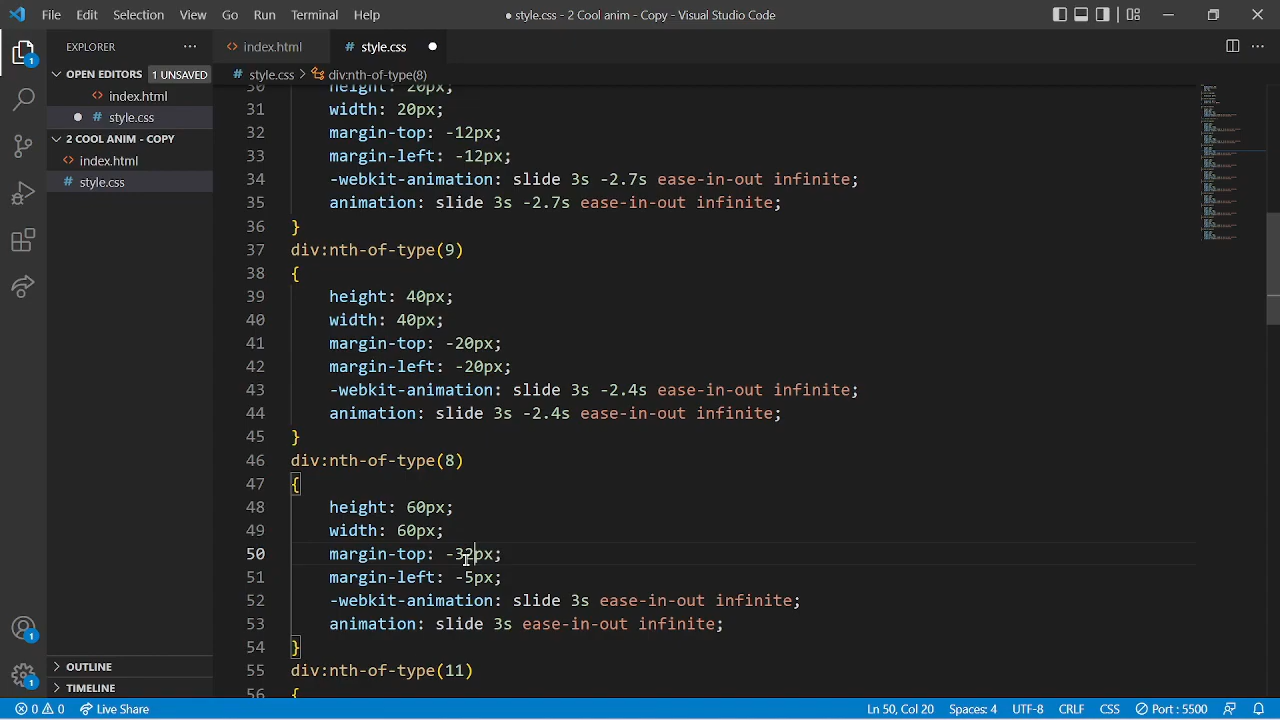 File Edit Selection View Go Run Terminal Help
● style.css - 2 Cool anim - Copy - Visual Studio Code
EXPLORER
index.html
style.css
OPEN EDITORS 1 UNSAVED
style.css > div:nth-of-type(8)
index.html
style.css
2 COOL ANIM - COPY
index.html
style.css
30 height: 20px;
31 width: 20px;
32 margin-top: -12px;
33 margin-left: -12px;
34 -webkit-animation: slide 3s -2.7s ease-in-out infinite;
35 animation: slide 3s -2.7s ease-in-out infinite;
36 }
37 div:nth-of-type(9)
38 {
39 height: 40px;
40 width: 40px;
41 margin-top: -20px;
42 margin-left: -20px;
43 -webkit-animation: slide 3s -2.4s ease-in-out infinite;
44 animation: slide 3s -2.4s ease-in-out infinite;
45 }
46 div:nth-of-type(8)
47 {
48 height: 60px;
49 width: 60px;
50 margin-top: -32px;
51 margin-left: -5px;
52 -webkit-animation: slide 3s ease-in-out infinite;
53 animation: slide 3s ease-in-out infinite;
54 }
55 div:nth-of-type(11)
56 {
1
1
1
OUTLINE
TIMELINE
0 0 Live Share
Ln 50, Col 20 Spaces: 4 UTF-8 CRLF CSS Port : 5500